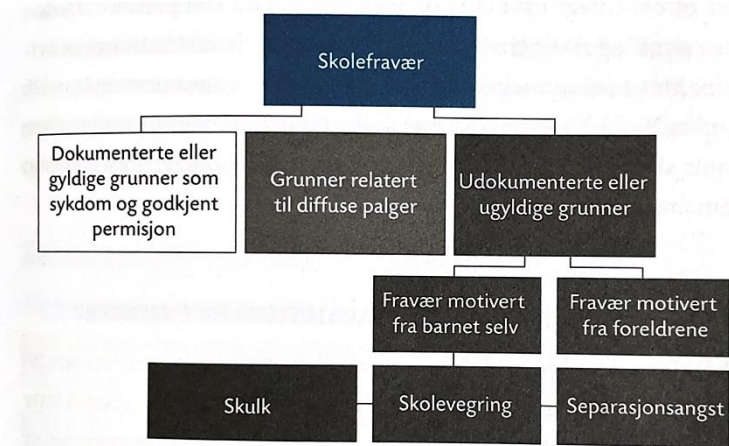 Skolefravær
Dokumenterte eller
gyldige grunner som
sykdom og godkjent
permisjon
Grunner relatert
til diffuse palger
Udokumenterte eller
ugyldige grunner
Fravær motivert
fra barnet selv
Fravær motivert
fra foreldrene
Skulk
Skolevegring
Separasjonsangst